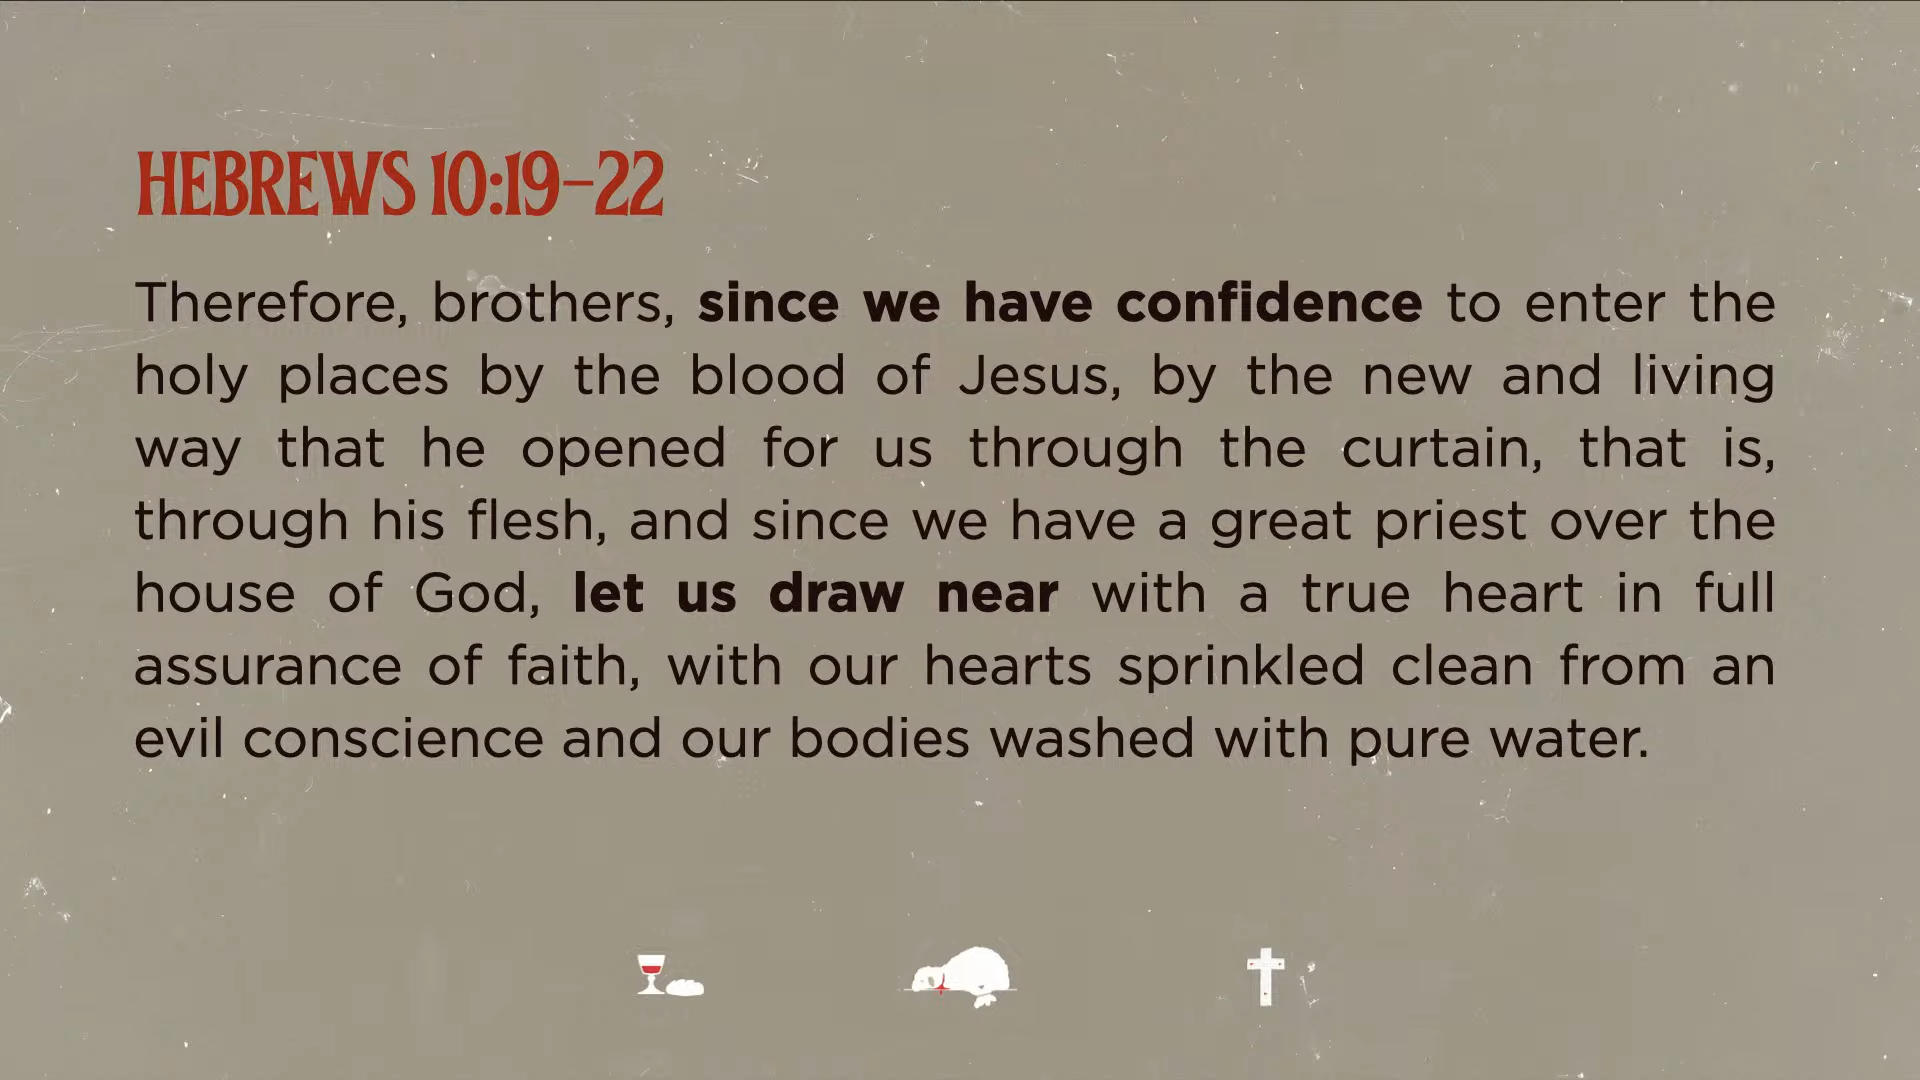 HEBREWS 10:19–22
Therefore, brothers, since we have confidence to enter the
holy places by the blood of Jesus, by the new and living
way that he opened for us through the curtain, that is,
through his flesh, and since we have a great priest over the
house of God, let us draw near with a true heart in full
assurance of faith, with our hearts sprinkled clean from an
evil conscience and our bodies washed with pure water.